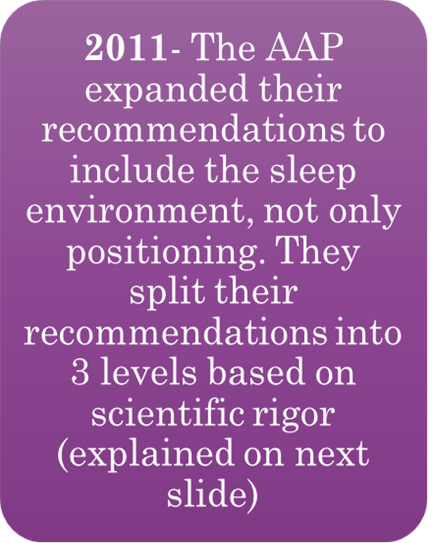 2011- The AAP
expanded their
recommendations to
include the sleep
environment, not only
positioning. They
split their
recommendations into
3 levels based on
scientific rigor
(explained on next
slide)